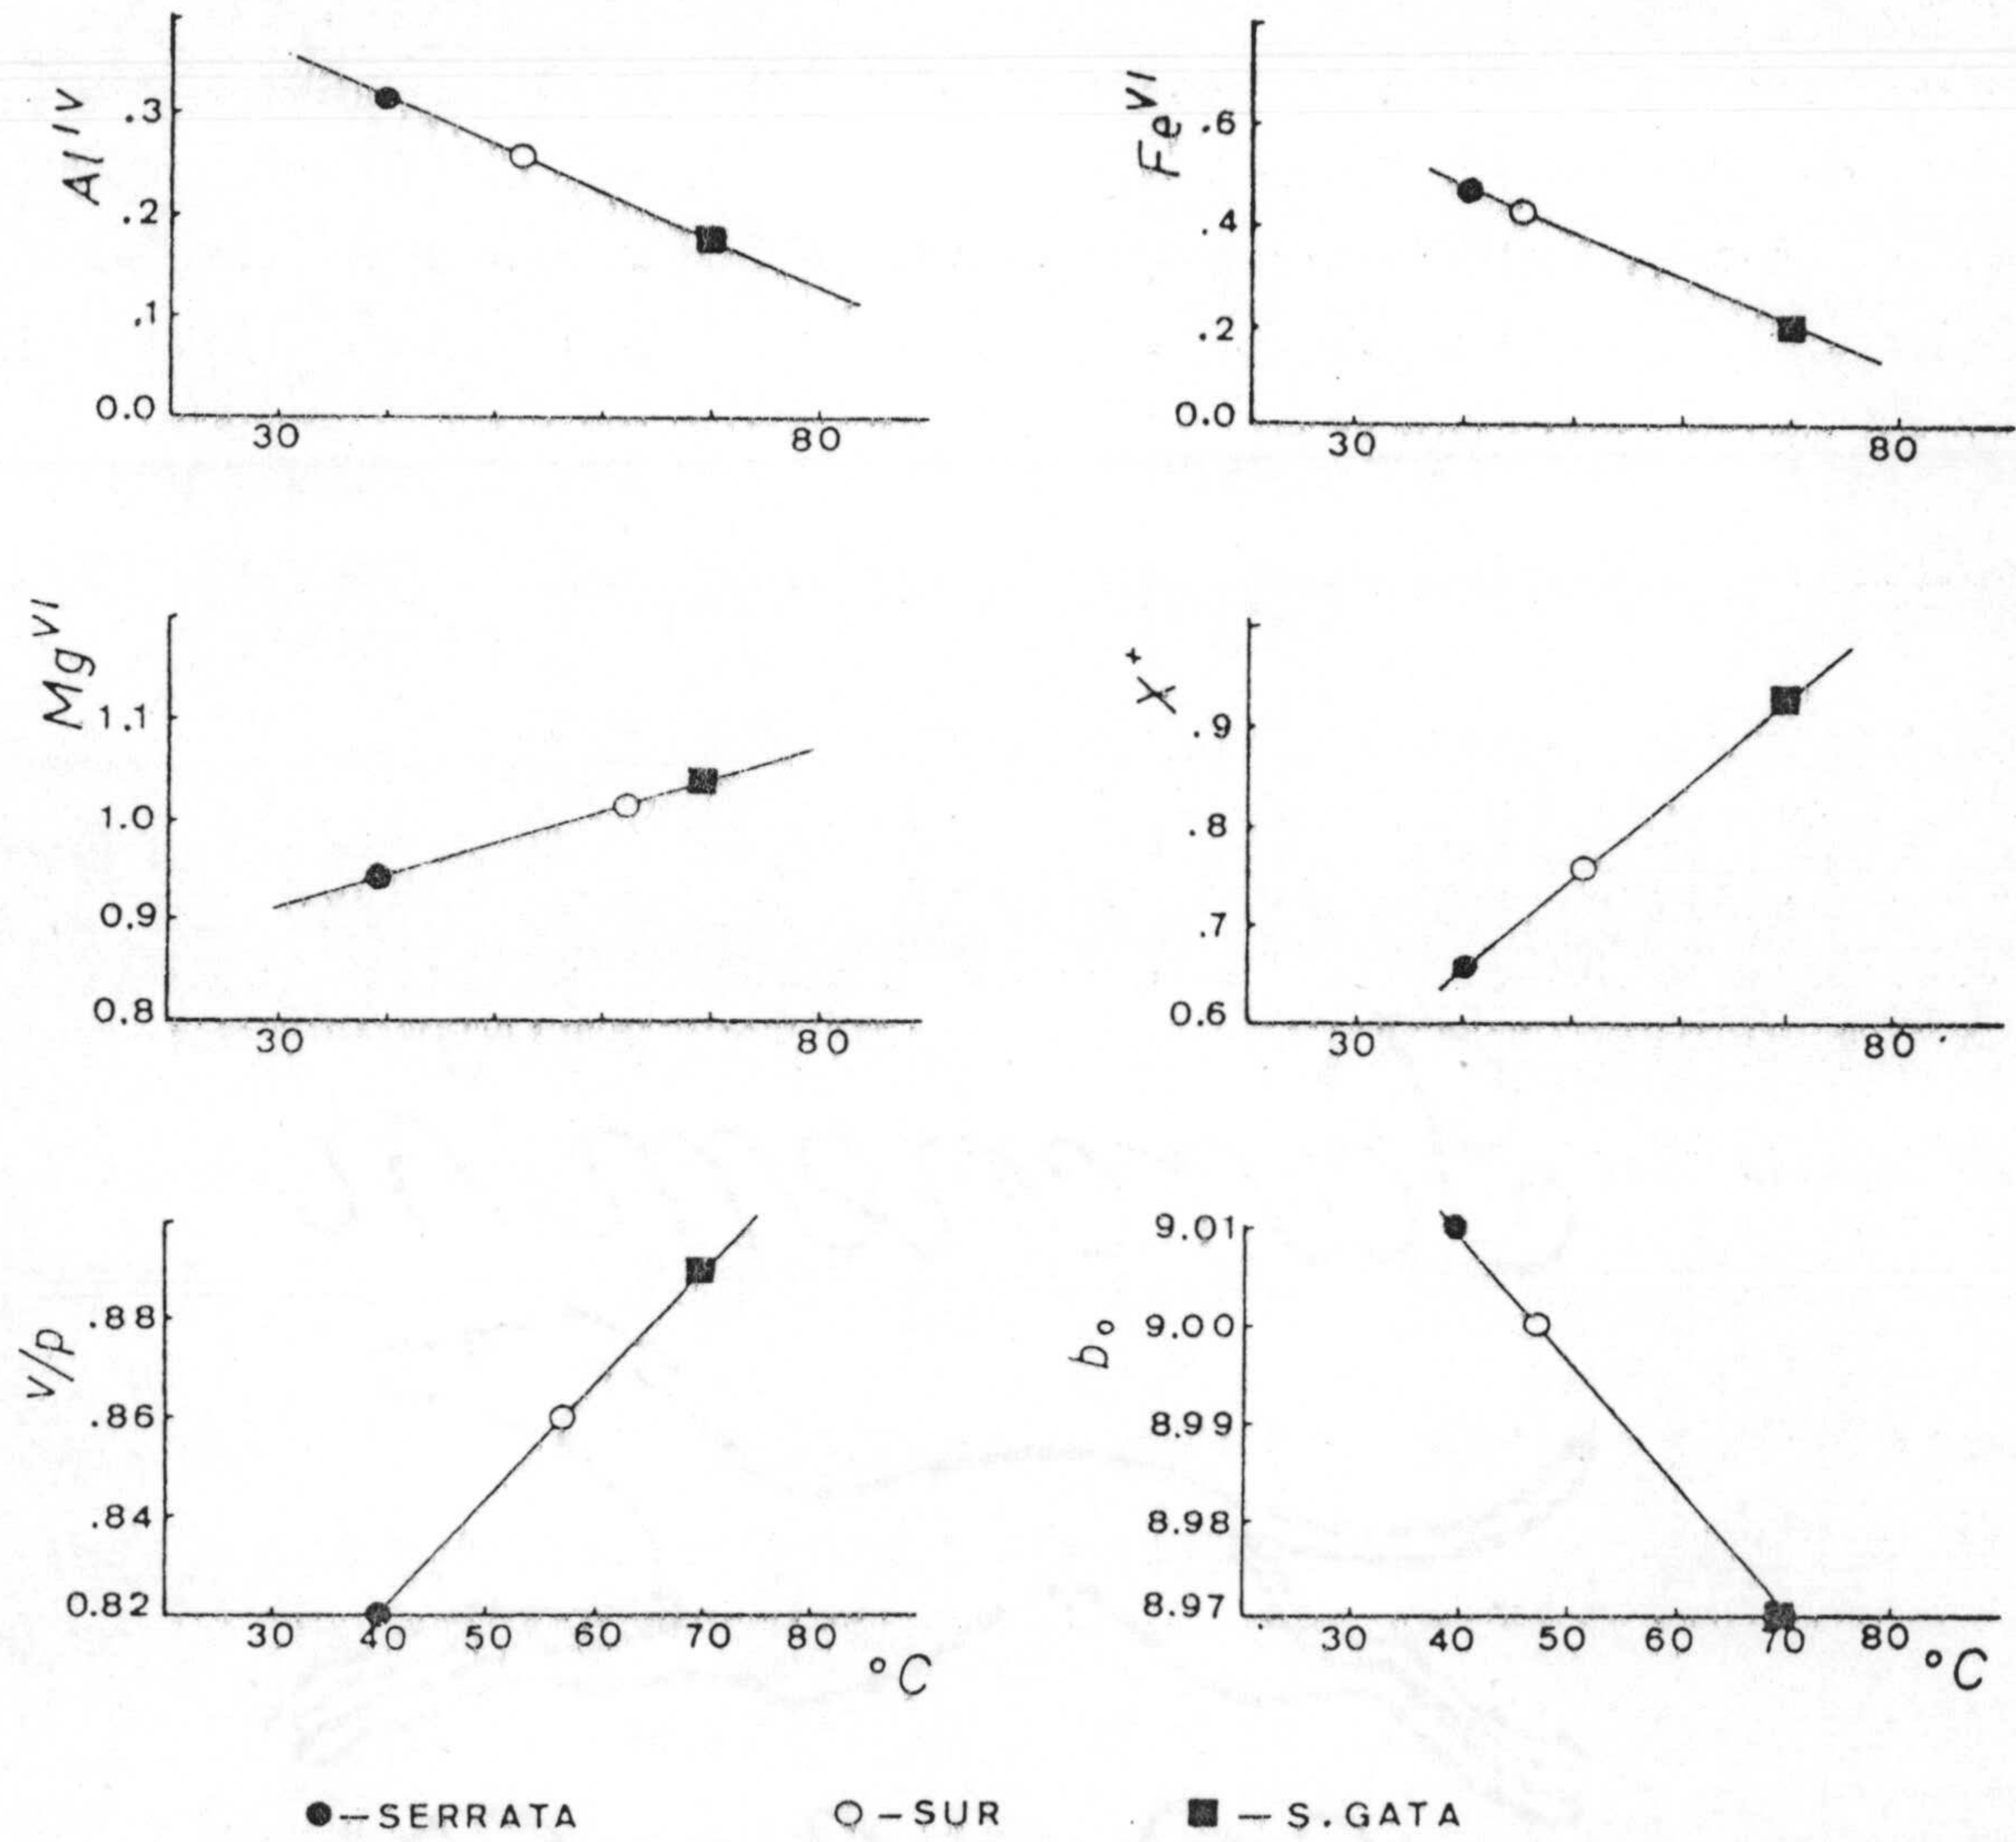 Al IV
.3
.2
.1
0.0
30 80
Fe VI
.6
.4
.2
0.0
30 80
Mg VI
1.1
1.0
0.9
0.8
30 80
X+
.9
.8
.7
0.6
30 80
v/p
.88
.86
.84
0.82
30 40 50 60 70 80
°C
b₀
9.01
9.00
8.99
8.98
8.97
30 40 50 60 70 80
°C
●—SERRATA ○—SUR ■—S.GATA